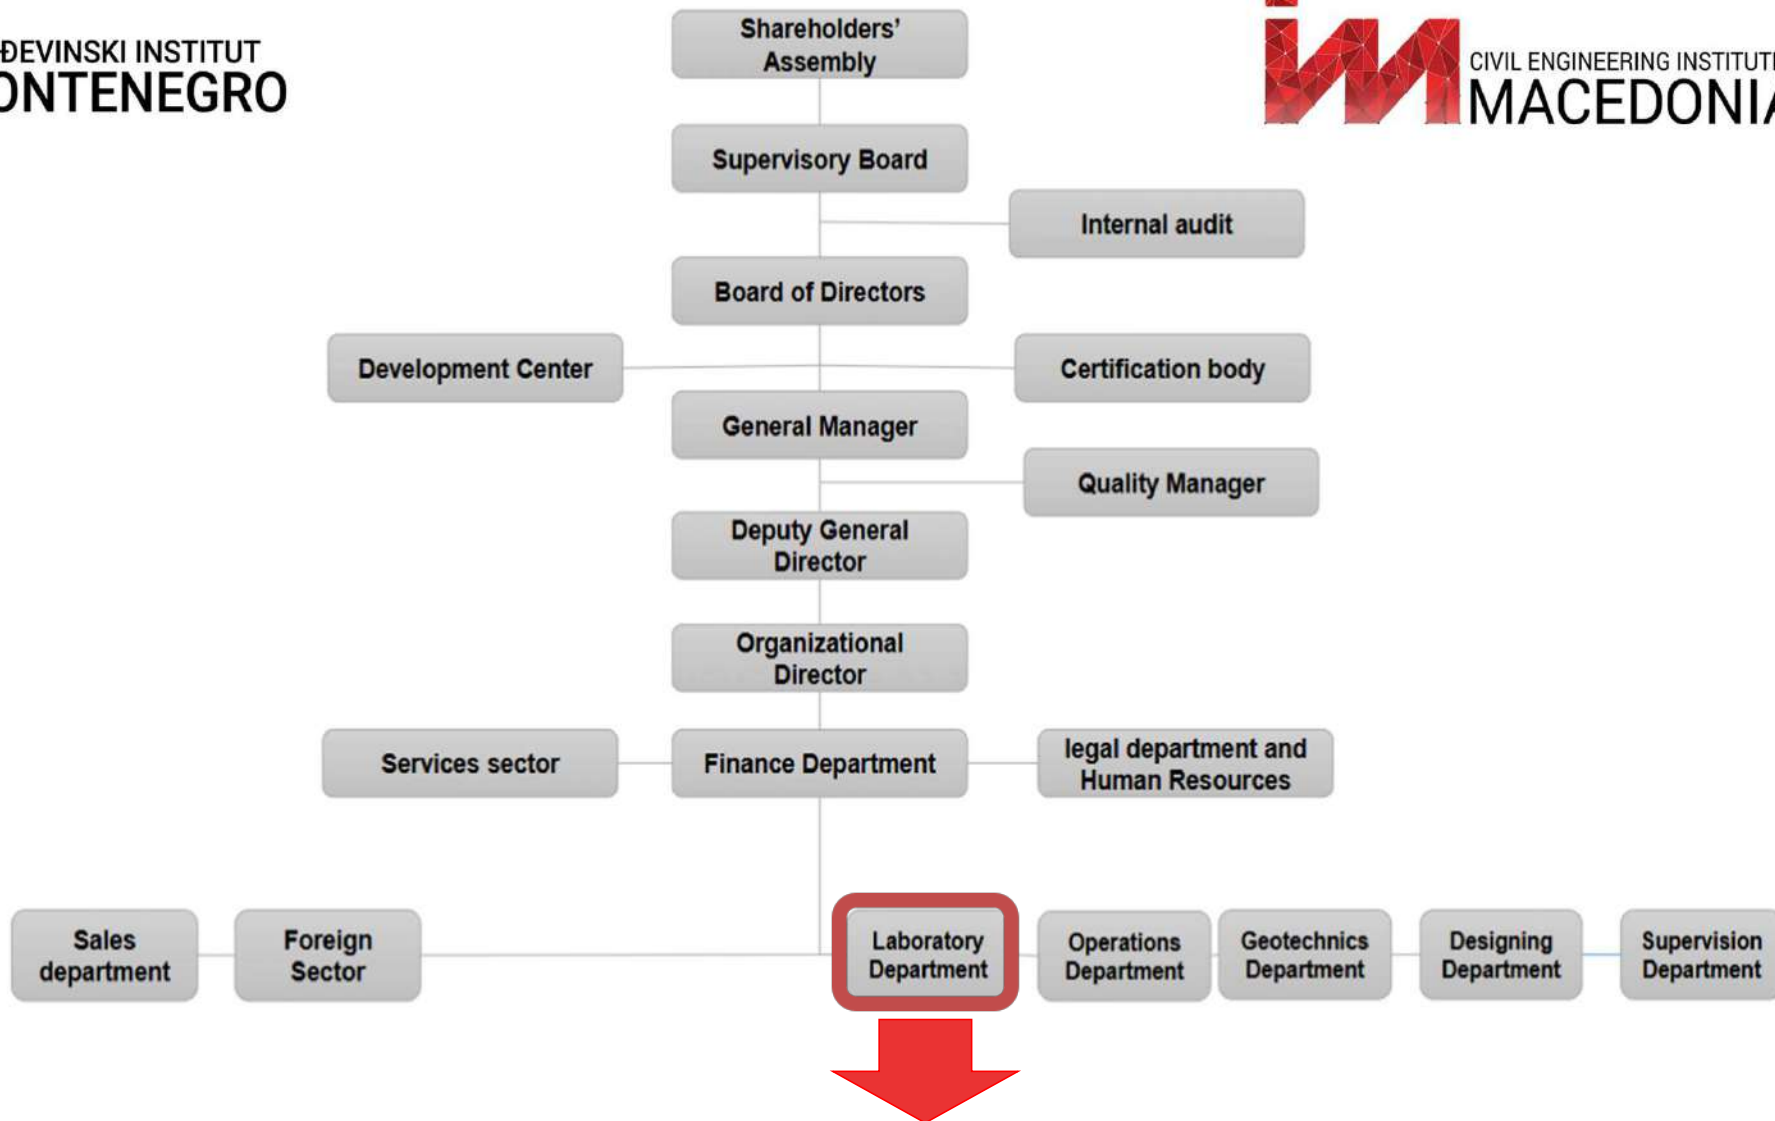 ĐEVINSKI INSTITUT
ONTENEGRO
CIVIL ENGINEERING INSTITUTE
MACEDONIA
Shareholders'
Assembly
Supervisory Board
Internal audit
Board of Directors
Development Center
Certification body
General Manager
Quality Manager
Deputy General
Director
Organizational
Director
Services sector
Finance Department
legal department and
Human Resources
Sales
department
Foreign
Sector
Laboratory
Department
Operations
Department
Geotechnics
Department
Designing
Department
Supervision
Department